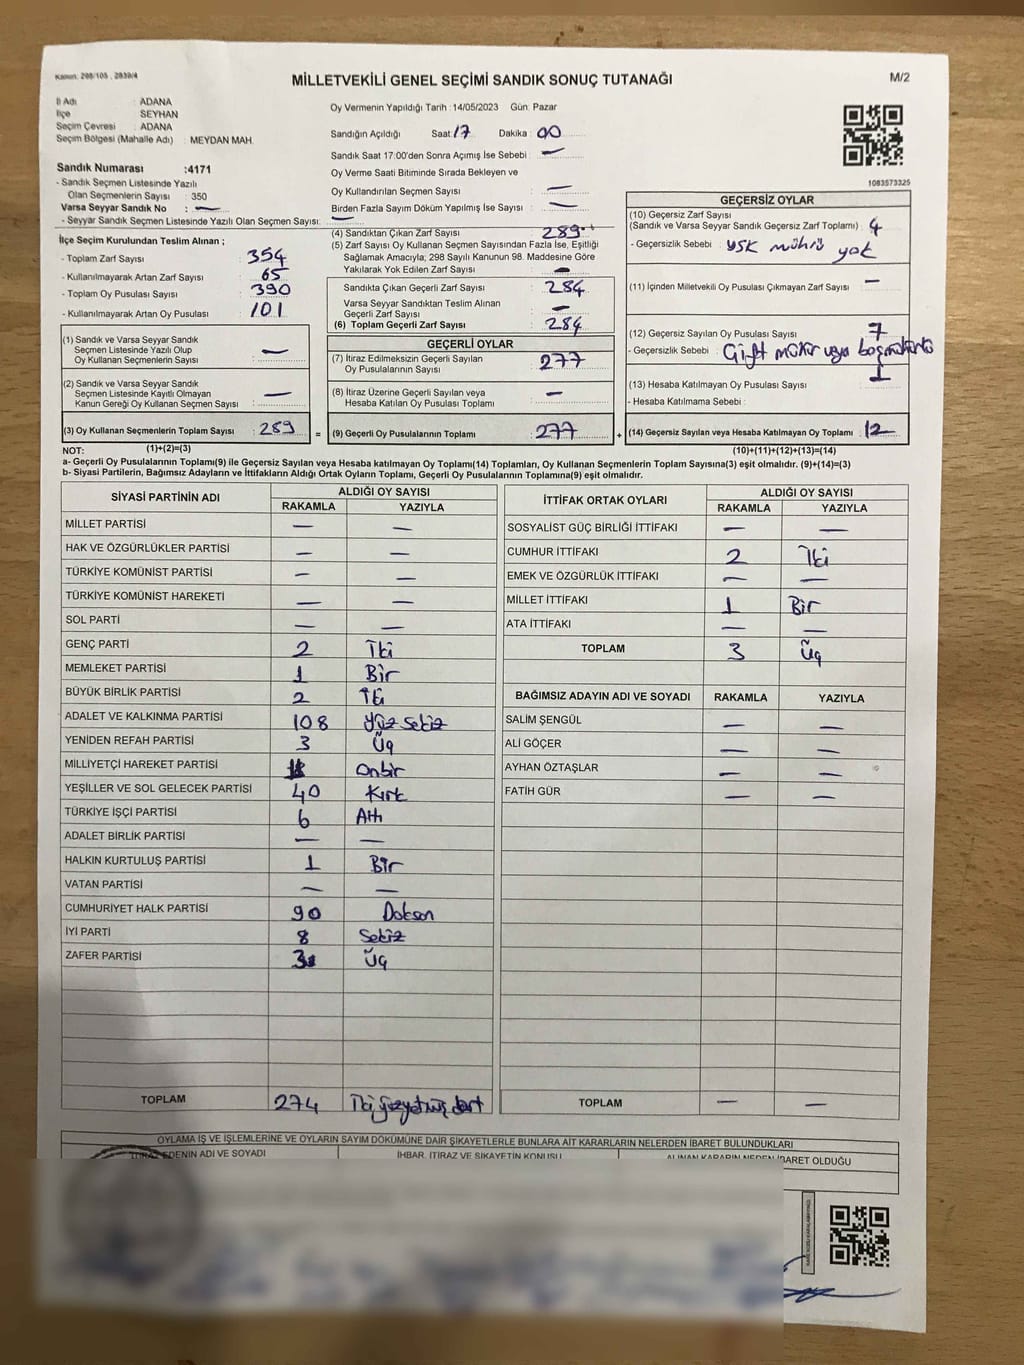 Kanun: 298/105 , 2839/4
MİLLETVEKİLİ GENEL SEÇİMİ SANDIK SONUÇ TUTANAĞI
M/2
İl Adı : ADANA
İlçe SEYHAN
Seçim Çevresi : ADANA
Seçim Bölgesi (Mahalle Adı) : MEYDAN MAH.
Sandık Numarası :4171
- Sandık Seçmen Listesinde Yazılı
Olan Seçmenlerin Sayısı : 350
Varsa Seyyar Sandık No : —
- Seyyar Sandık Seçmen Listesinde Yazılı Olan Seçmen Sayısı: —
İlçe Seçim Kurulundan Teslim Alınan ;
- Toplam Zarf Sayısı : 354
- Kullanılmayarak Artan Zarf Sayısı : 65
- Toplam Oy Pusulası Sayısı : 390
- Kullanılmayarak Artan Oy Pusulası : 101
(1) Sandık ve Varsa Seyyar Sandık
Seçmen Listesinde Yazılı Olup
Oy Kullanan Seçmenlerin Sayısı : —
(2) Sandık ve Varsa Seyyar Sandık
Seçmen Listesinde Kayıtlı Olmayan
Kanun Gereği Oy Kullanan Seçmen Sayısı : —
(3) Oy Kullanan Seçmenlerin Toplam Sayısı : 289
Oy Vermenin Yapıldığı Tarih : 14/05/2023 Gün: Pazar
Sandığın Açıldığı Saat: 17 Dakika : 00
Sandık Saat 17:00'den Sonra Açımış İse Sebebi : —
Oy Verme Saati Bitiminde Sırada Bekleyen ve
Oy Kullandırılan Seçmen Sayısı : —
Birden Fazla Sayım Döküm Yapılmış İse Sayısı : —
(4) Sandıktan Çıkan Zarf Sayısı 289
(5) Zarf Sayısı Oy Kullanan Seçmen Sayısından Fazla İse, Eşitliği
Sağlamak Amacıyla; 298 Sayılı Kanunun 98. Maddesine Göre
Yakılarak Yok Edilen Zarf Sayısı : —
Sandıkta Çıkan Geçerli Zarf Sayısı : 284
Varsa Seyyar Sandıktan Teslim Alınan
Geçerli Zarf Sayısı : —
(6) Toplam Geçerli Zarf Sayısı : 284
GEÇERLİ OYLAR
(7) İtiraz Edilmeksizin Geçerli Sayılan
Oy Pusulalarının Sayısı : 277
(8) İtiraz Üzerine Geçerli Sayılan veya
Hesaba Katılan Oy Pusulası Toplamı : —
= (9) Geçerli Oy Pusulalarının Toplamı : 277
1083573325
GEÇERSİZ OYLAR
(10) Geçersiz Zarf Sayısı
(Sandık ve Varsa Seyyar Sandık Geçersiz Zarf Toplamı) : 4
- Geçersizlik Sebebi : YSK mührü yok
(11) İçinden Milletvekili Oy Pusulası Çıkmayan Zarf Sayısı : —
(12) Geçersiz Sayılan Oy Pusulası Sayısı : 7
- Geçersizlik Sebebi : Çift mühür veya boş
(13) Hesaba Katılmayan Oy Pusulası Sayısı : 1
- Hesaba Katılmama Sebebi :
+ (14) Geçersiz Sayılan veya Hesaba Katılmayan Oy Toplamı : 12
NOT: (1)+(2)=(3)
(10)+(11)+(12)+(13)=(14)
a- Geçerli Oy Pusulalarının Toplamı(9) ile Geçersiz Sayılan veya Hesaba katılmayan Oy Toplamı(14) Toplamları, Oy Kullanan Seçmenlerin Toplam Sayısına(3) eşit olmalıdır. (9)+(14)=(3)
b- Siyasi Partilerin, Bağımsız Adayların ve İttifakların Aldığı Ortak Oyların Toplamı, Geçerli Oy Pusulalarının Toplamına(9) eşit olmalıdır.
SİYASİ PARTİNİN ADI ALDIĞI OY SAYISI
RAKAMLA YAZIYLA
MİLLET PARTİSİ — —
HAK VE ÖZGÜRLÜKLER PARTİSİ — —
TÜRKİYE KOMÜNİST PARTİSİ — —
TÜRKİYE KOMÜNİST HAREKETİ — —
SOL PARTİ — —
GENÇ PARTİ 2 İki
MEMLEKET PARTİSİ 1 Bir
BÜYÜK BİRLİK PARTİSİ 2 İki
ADALET VE KALKINMA PARTİSİ 108 Yüz sekiz
YENİDEN REFAH PARTİSİ 3 Üç
MİLLİYETÇİ HAREKET PARTİSİ Onbir
YEŞİLLER VE SOL GELECEK PARTİSİ 40 Kırk
TÜRKİYE İŞÇİ PARTİSİ 6 Altı
ADALET BİRLİK PARTİSİ — —
HALKIN KURTULUŞ PARTİSİ 1 Bir
VATAN PARTİSİ — —
CUMHURİYET HALK PARTİSİ 90 Doksan
İYİ PARTİ 8 Sekiz
ZAFER PARTİSİ 3 Üç
TOPLAM 274 İki yüzyetmiş dört
İTTİFAK ORTAK OYLARI ALDIĞI OY SAYISI
RAKAMLA YAZIYLA
SOSYALİST GÜÇ BİRLİĞİ İTTİFAKI — —
CUMHUR İTTİFAKI 2 İki
EMEK VE ÖZGÜRLÜK İTTİFAKI — —
MİLLET İTTİFAKI 1 Bir
ATA İTTİFAKI — —
TOPLAM 3 Üç
BAĞIMSIZ ADAYIN ADI VE SOYADI RAKAMLA YAZIYLA
SALİM ŞENGÜL — —
ALİ GÖÇER — —
AYHAN ÖZTAŞLAR — —
FATİH GÜR — —
TOPLAM — —
OYLAMA İŞ VE İŞLEMLERİNE VE OYLARIN SAYIM DÖKÜMÜNE DAİR ŞİKAYETLERLE BUNLARA AİT KARARLARIN NELERDEN İBARET BULUNDUKLARI
İTİRAZ EDENİN ADI VE SOYADI İHBAR, İTİRAZ VE ŞİKAYETİN KONUSU ALINAN KARARIN NEDEN İBARET OLDUĞU